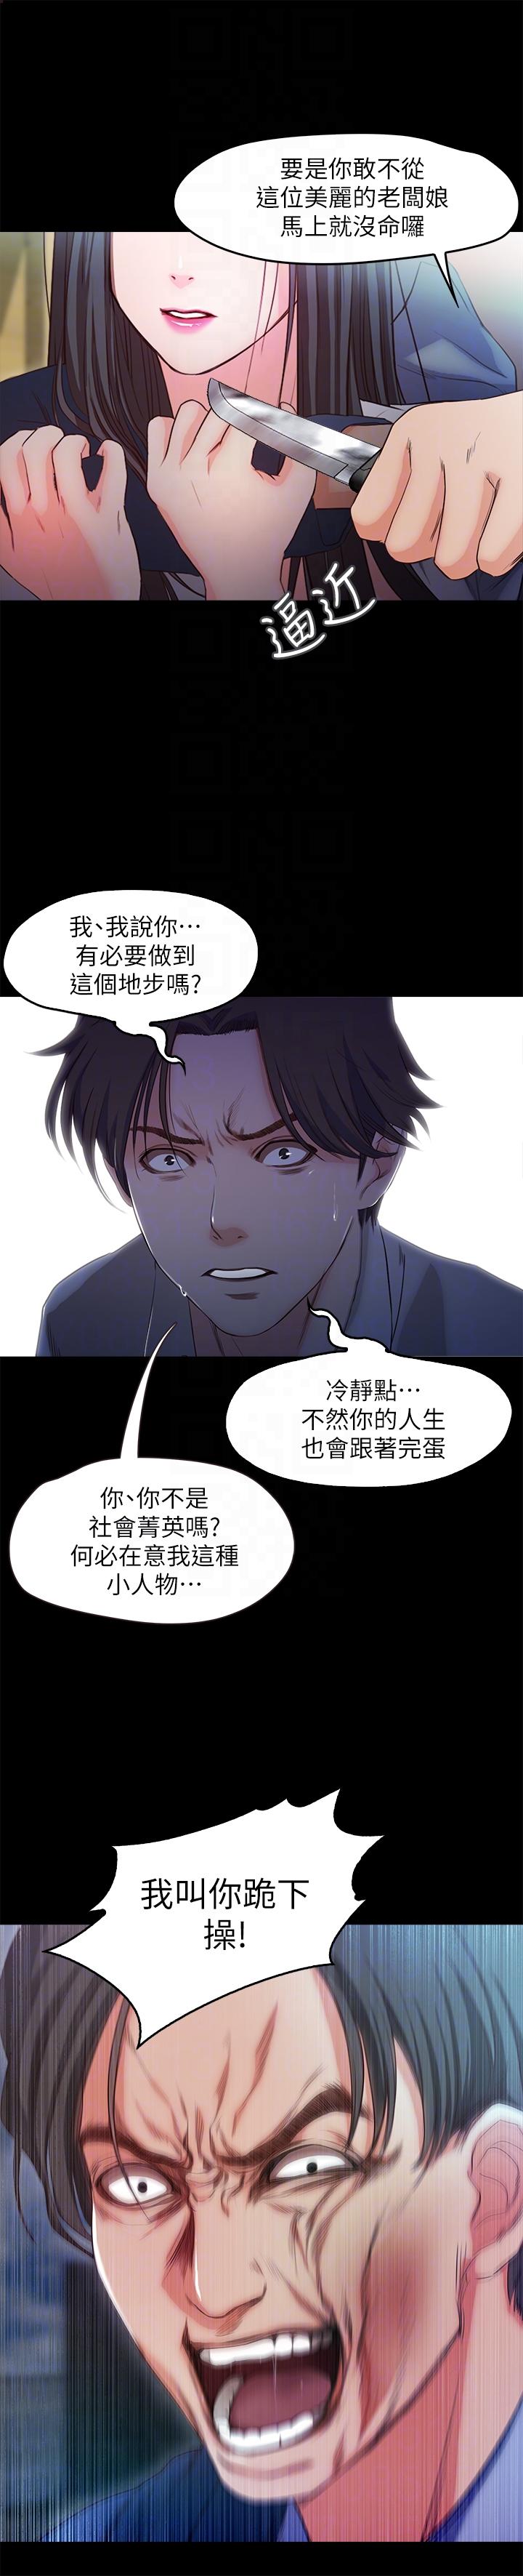 要是你敢不從
這位美麗的老闆娘
馬上就沒命囉
逼近
我、我說你…
有必要做到
這個地步嗎?
冷靜點…
不然你的人生
也會跟著完蛋
你、你不是
社會菁英嗎?
何必在意我這種
小人物…
我叫你跪下
操!